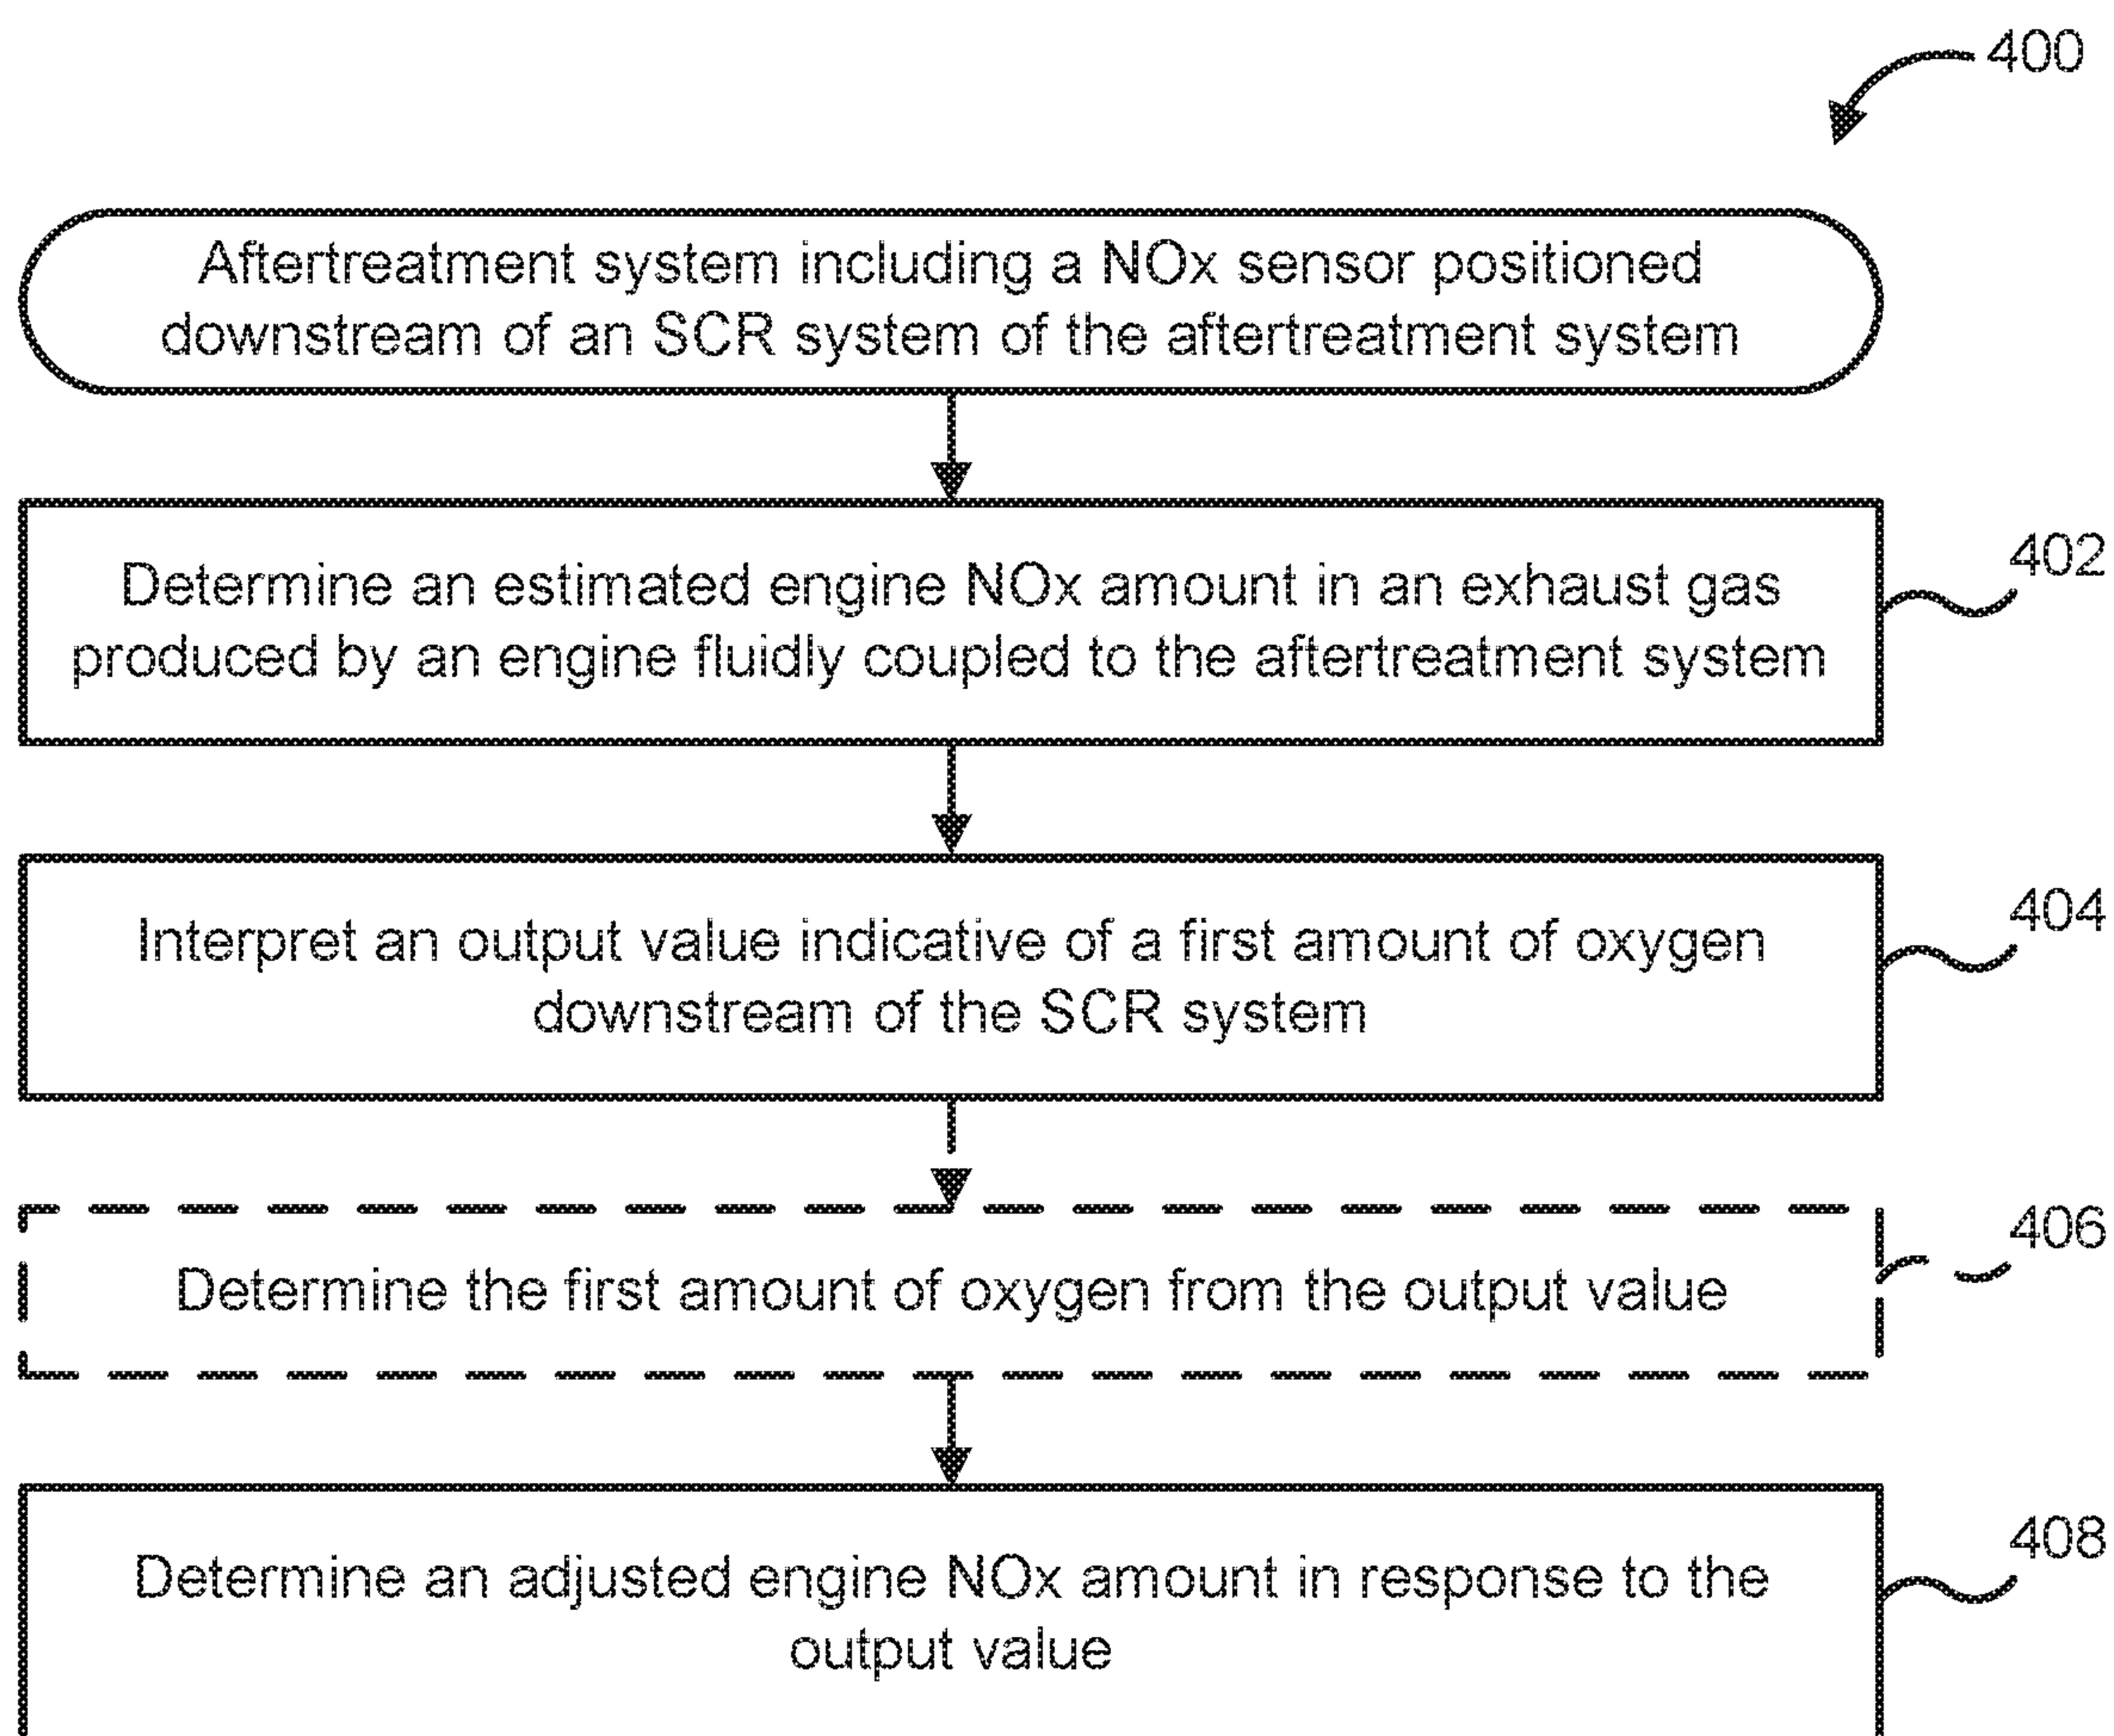 400
Aftertreatment system including a NOx sensor positioned
downstream of an SCR system of the aftertreatment system
402
Determine an estimated engine NOx amount in an exhaust gas
produced by an engine fluidly coupled to the aftertreatment system
404
Interpret an output value indicative of a first amount of oxygen
downstream of the SCR system
406
Determine the first amount of oxygen from the output value
408
Determine an adjusted engine NOx amount in response to the
output value